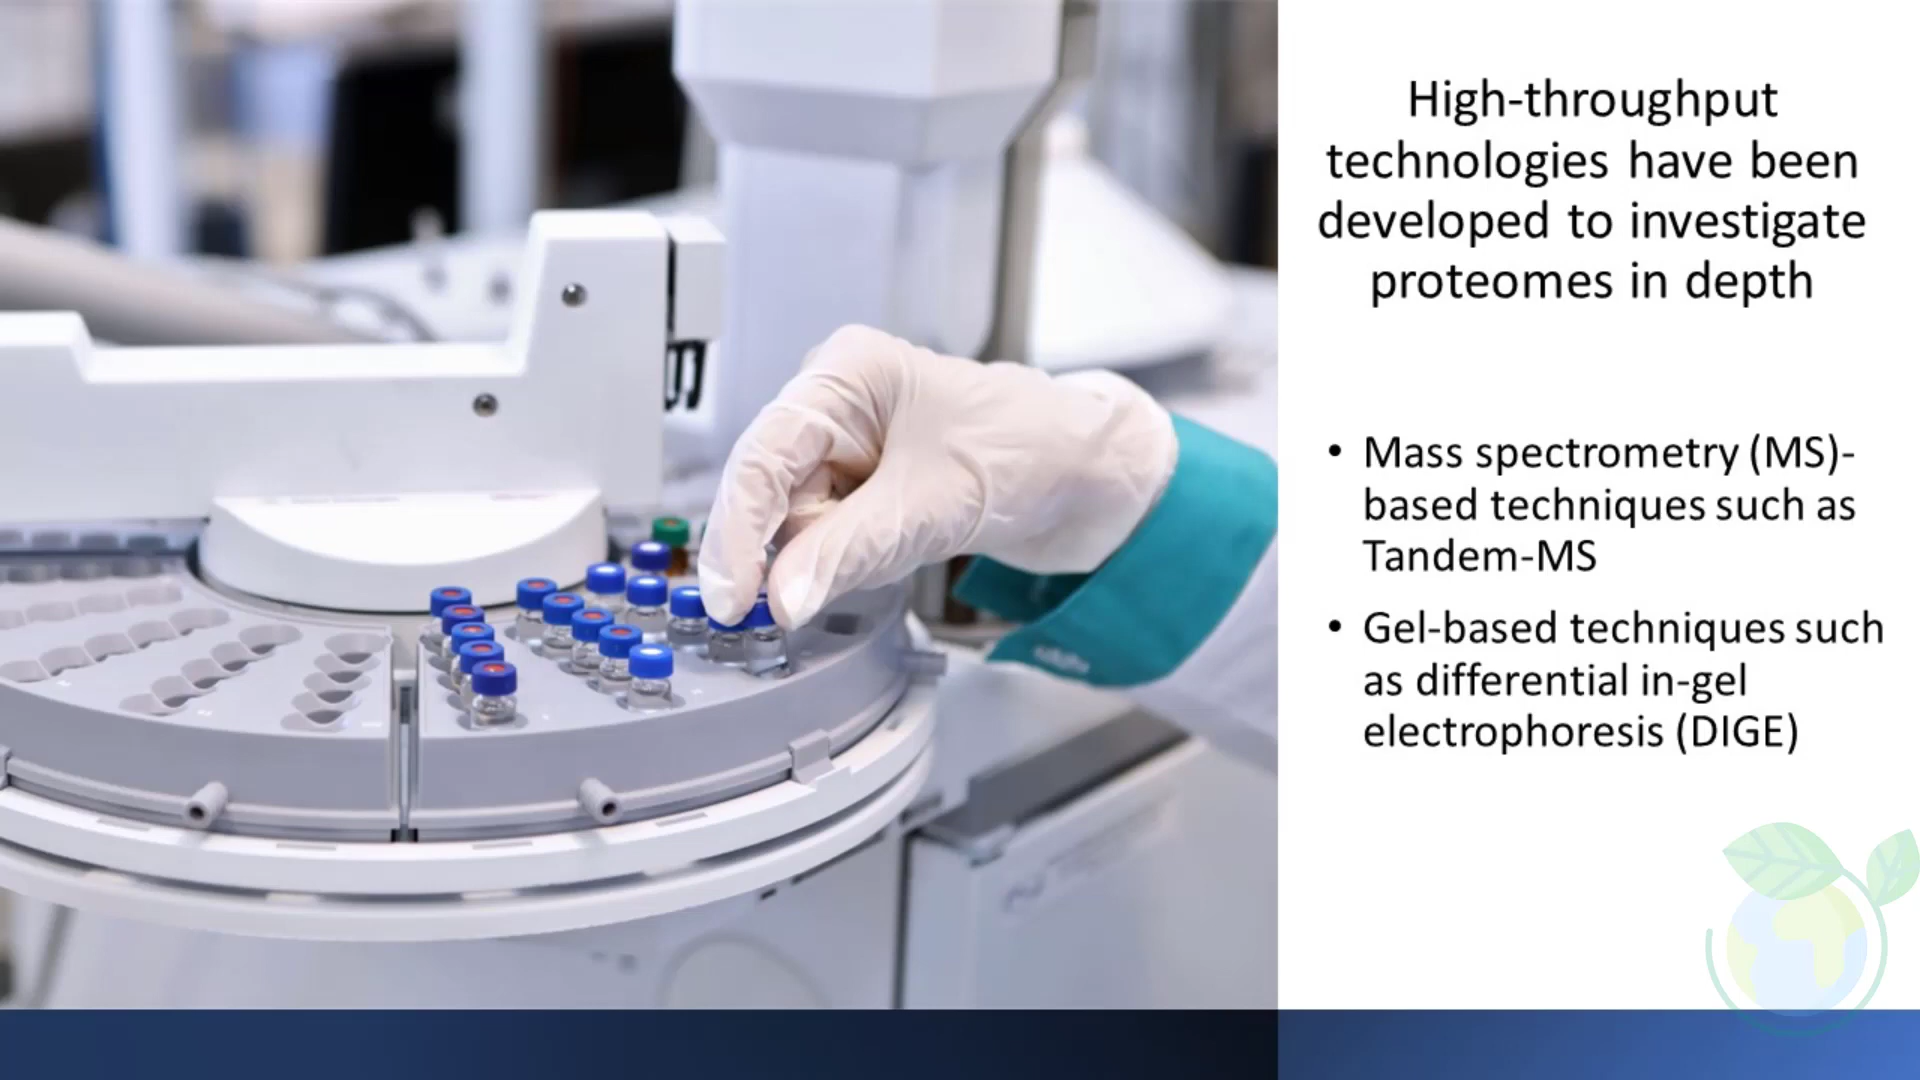 High-throughput
technologies have been
developed to investigate
proteomes in depth
• Mass spectrometry (MS)-
based techniques such as
Tandem-MS
• Gel-based techniques such
as differential in-gel
electrophoresis (DIGE)